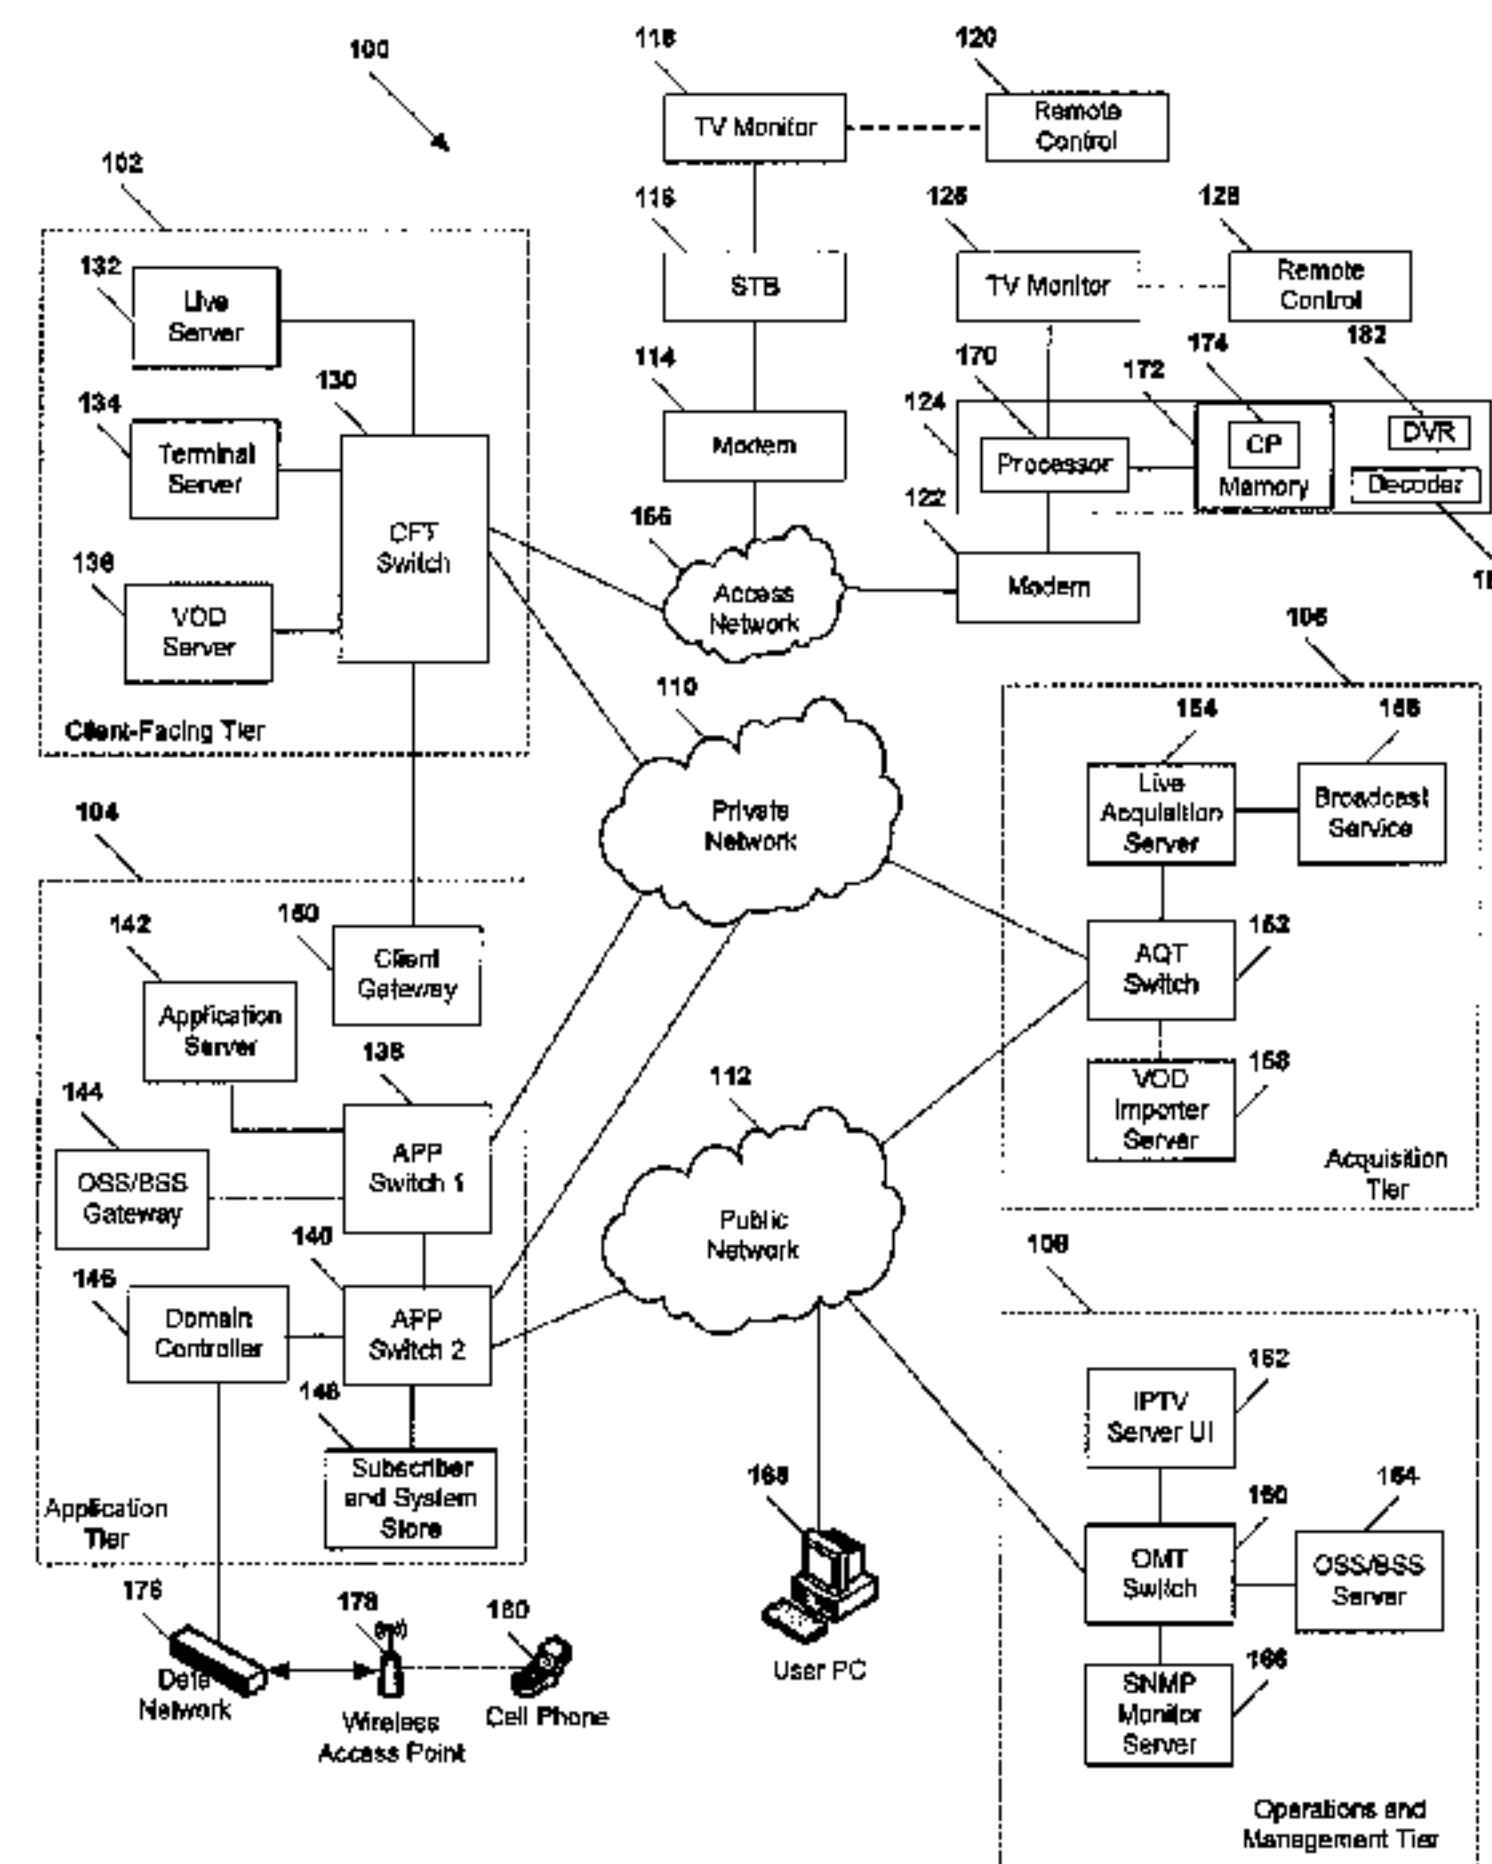 100
118
120
TV Monitor
Remote
Control
102
116
126
128
132
Live
Server
STB
TV Monitor
Remote
Control
130
114
170
172
174
182
134
124
Terminal
Server
Modem
Processor
CP
Memory
DVR
Decoder
122
CFT
Switch
166
136
VOD
Server
Access
Network
Modem
106
Client-Facing Tier
110
154
156
Private
Network
Live
Acquisition
Server
Broadcast
Service
104
142
150
Client
Gateway
AQT
Switch
152
Application
Server
138
112
144
VOD
Importer
Server
158
OSS/BSS
Gateway
APP
Switch 1
Acquisition
Tier
Public
Network
140
108
146
Domain
Controller
APP
Switch 2
162
148
IPTV
Server UI
Subscriber
and System
Store
168
164
160
Application
Tier
OMT
Switch
OSS/BSS
Server
176
178
180
Data
Network
Wireless
Access Point
Cell Phone
User PC
166
SNMP
Monitor
Server
Operations and
Management Tier